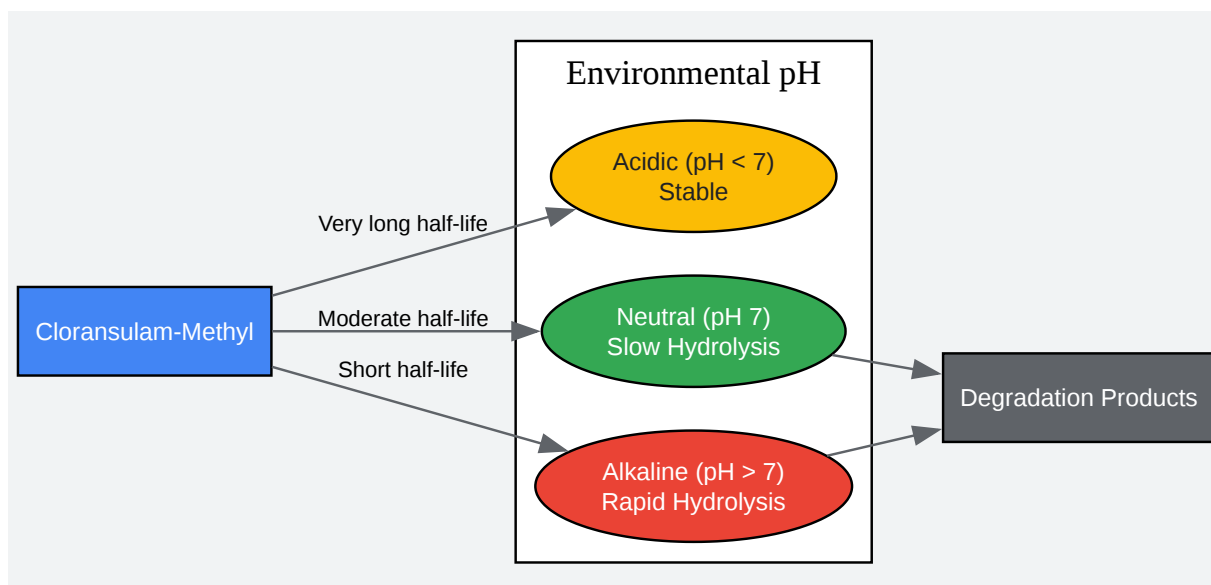 Environmental pH
Acidic (pH < 7)
Stable
Very long half-life
Cloransulam-Methyl
Moderate half-life
Neutral (pH 7)
Slow Hydrolysis
Short half-life
Degradation Products
Alkaline (pH > 7)
Rapid Hydrolysis